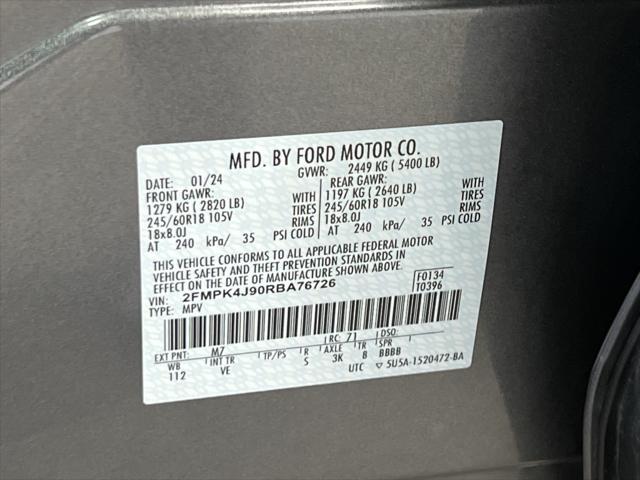 MFD. BY FORD MOTOR CO.
DATE: 01/24 GVWR: 2449 KG ( 5400 LB)
FRONT GAWR: REAR GAWR:
1279 KG ( 2820 LB) WITH 1197 KG ( 2640 LB) WITH
245/60R18 105V TIRES 245/60R18 105V TIRES
18x8.0J RIMS 18x8.0J RIMS
AT 240 kPa/ 35 PSI COLD AT 240 kPa/ 35 PSI COLD
THIS VEHICLE CONFORMS TO ALL APPLICABLE FEDERAL MOTOR
VEHICLE SAFETY AND BUMPER STANDARDS IN EFFECT ON THE
DATE OF MANUFACTURE SHOWN ABOVE.
VIN: 2FMPK4J90RBA76726 F0134
TYPE: MPV T0396
EXT PNT: M7 RC: 71 DSO:
WB INT TR TP/PS R AXLE TR SPR
112 VE S 3K 8 BBBB
UTC ▽ 5U5A-1520472-BA